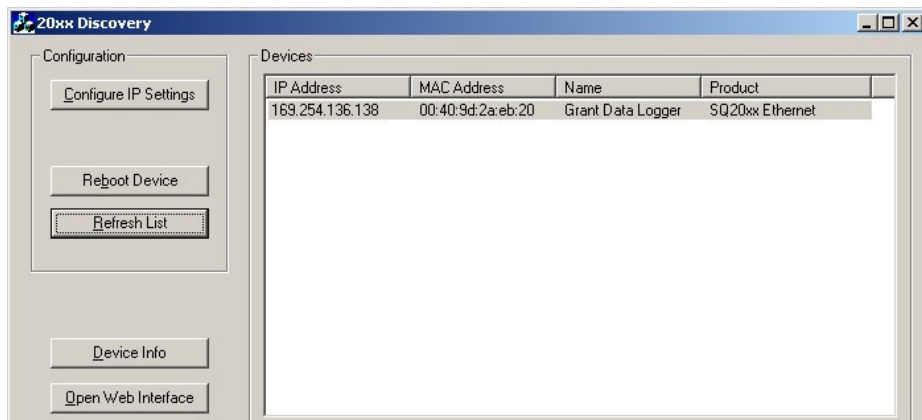 20xx Discovery
Configuration
Configure IP Settings
Reboot Device
Refresh List
Device Info
Open Web Interface
Devices
IP Address MAC Address Name Product
169.254.136.138 00:40:9d:2a:eb:20 Grant Data Logger SQ20xx Ethernet